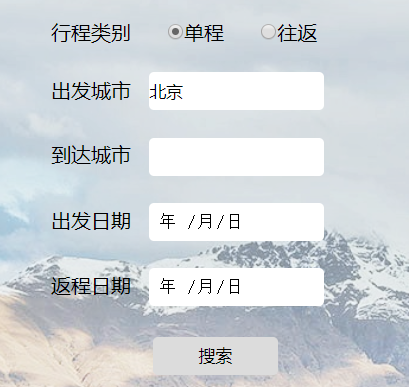 行程类别 单程 往返
出发城市 北京
到达城市
出发日期 年 /月/日
返程日期 年 /月/日
搜索